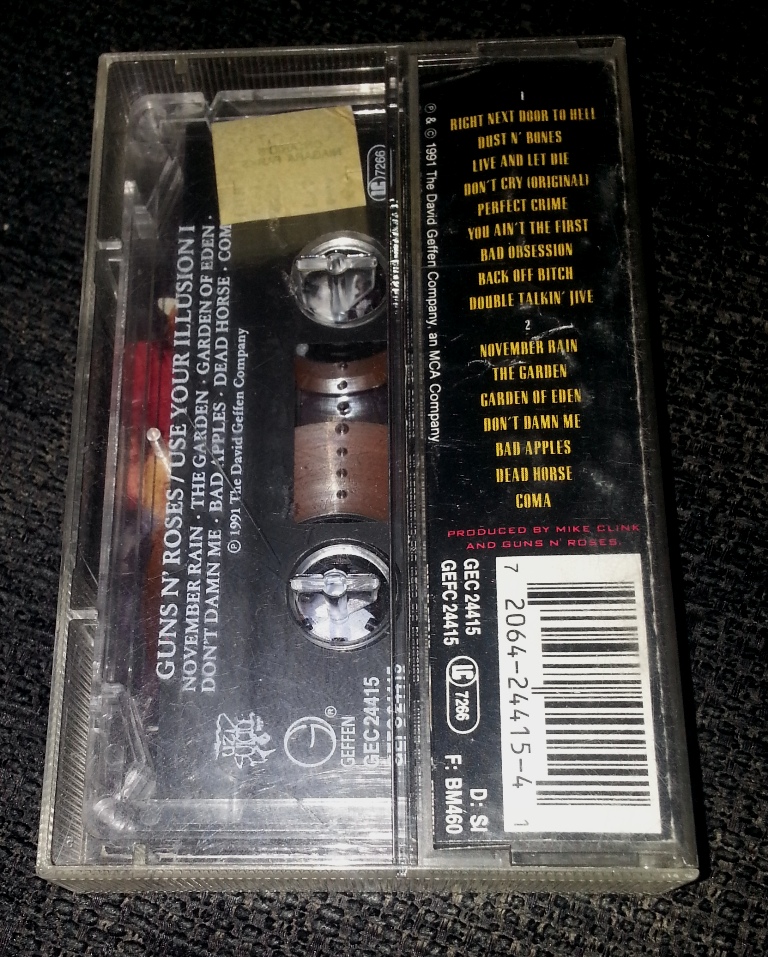 1
RIGHT NEXT DOOR TO HELL
DUST N' BONES
LIVE AND LET DIE
DON'T CRY (ORIGINAL)
PERFECT CRIME
YOU AIN'T THE FIRST
BAD OBSESSION
BACK OFF BITCH
DOUBLE TALKIN' JIVE
2
NOVEMBER RAIN
THE GARDEN
GARDEN OF EDEN
DON'T DAMN ME
BAD APPLES
DEAD HORSE
COMA
PRODUCED BY MIKE CLINK
AND GUNS N' ROSES.
GEC 24415
GEFC 24415
LC 7266
D: SI
F: BM460
7 2064-24415-4 1
℗ & © 1991 The David Geffen Company, an MCA Company
GUNS N' ROSES / USE YOUR ILLUSION I
NOVEMBER RAIN · THE GARDEN · GARDEN OF EDEN ·
DON'T DAMN ME · BAD APPLES · DEAD HORSE · COM
℗ 1991 The David Geffen Company
LC 7266
G
GEFFEN ®
GEC 24415